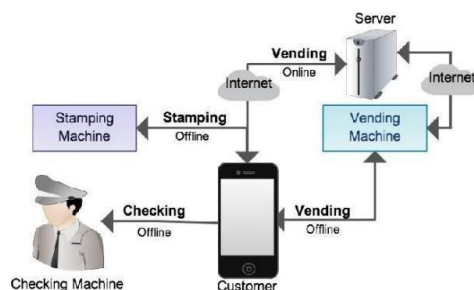 Server
Vending
Online
Internet
Internet
Stamping
Machine
Stamping
Offline
Vending
Machine
Checking
Offline
Vending
Offline
Checking Machine
Customer